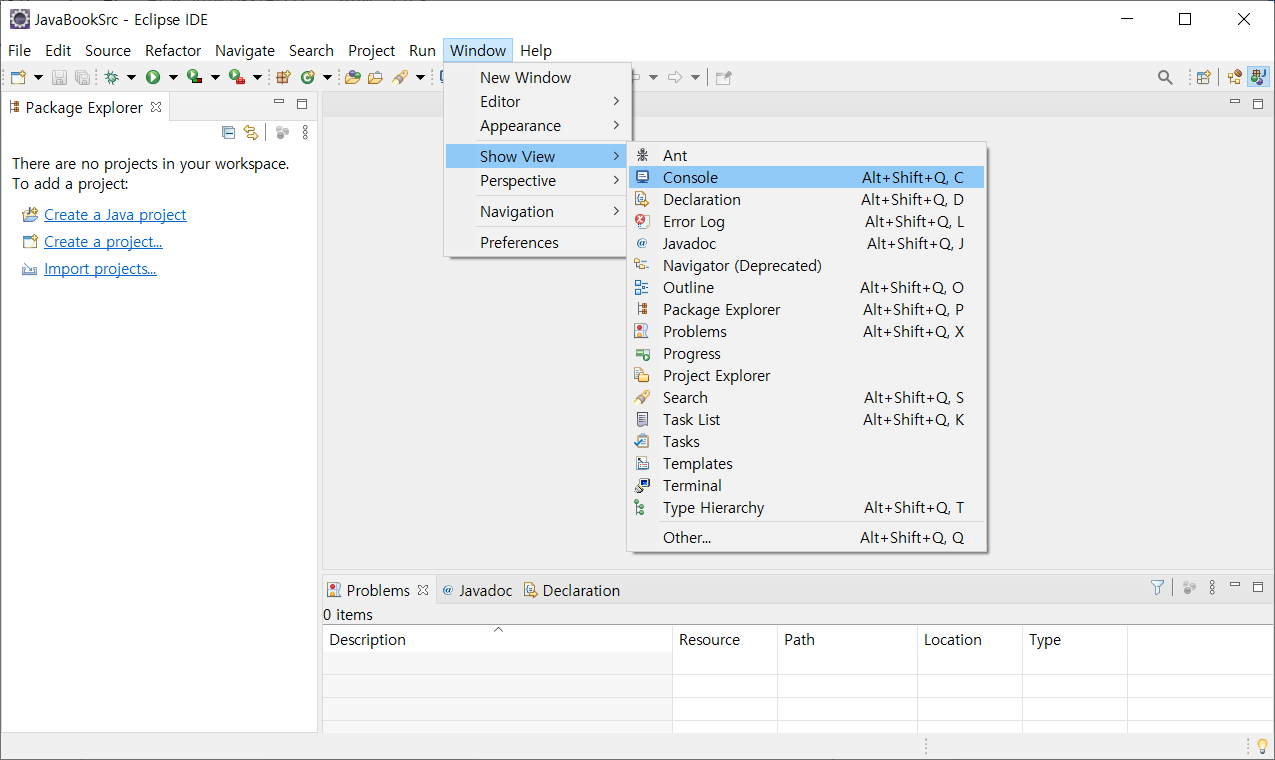 JavaBookSrc - Eclipse IDE
File Edit Source Refactor Navigate Search Project Run Window Help
Package Explorer
There are no projects in your workspace.
To add a project:
Create a Java project
Create a project...
Import projects...
New Window
Editor
Appearance
Show View
Perspective
Navigation
Preferences
Ant
Console Alt+Shift+Q, C
Declaration Alt+Shift+Q, D
Error Log Alt+Shift+Q, L
Javadoc Alt+Shift+Q, J
Navigator (Deprecated)
Outline Alt+Shift+Q, O
Package Explorer Alt+Shift+Q, P
Problems Alt+Shift+Q, X
Progress
Project Explorer
Search Alt+Shift+Q, S
Task List Alt+Shift+Q, K
Tasks
Templates
Terminal
Type Hierarchy Alt+Shift+Q, T
Other... Alt+Shift+Q, Q
Problems @ Javadoc Declaration
0 items
Description Resource Path Location Type